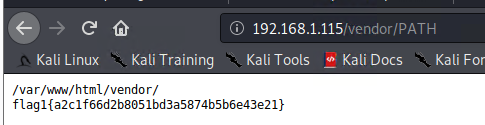 192.168.1.115/vendor/PATH
Kali Linux Kali Training Kali Tools Kali Docs Kali For
/var/www/html/vendor/
flag1{a2c1f66d2b8051bd3a5874b5b6e43e21}